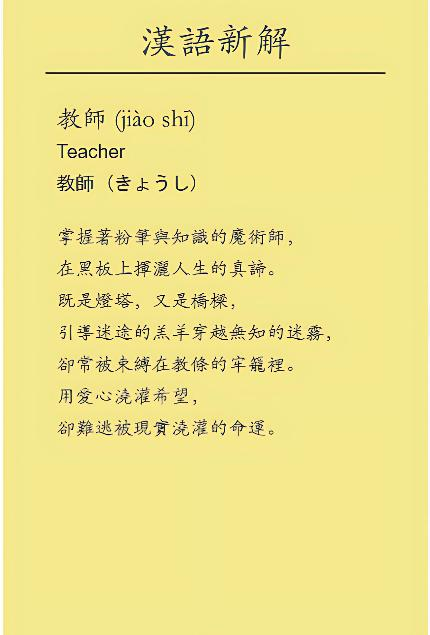 漢語新解
教師 (jiào shī)
Teacher
教師（きょうし）
掌握著粉筆與知識的魔術師，
在黑板上揮灑人生的真諦。
既是燈塔，又是橋樑，
引導迷途的羔羊穿越無知的迷霧，
卻常被束縛在教條的牢籠裡。
用愛心澆灌希望，
卻難逃被現實澆灌的命運。